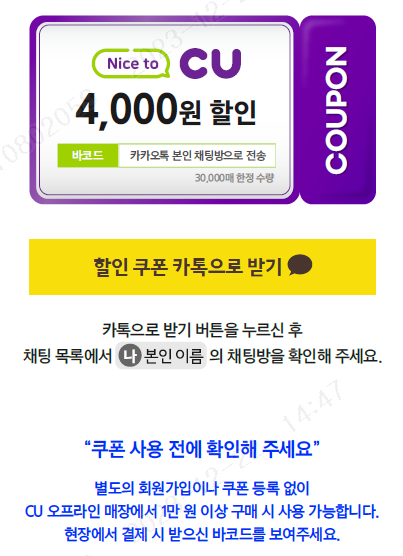 Nice to CU
4,000원 할인
바코드 카카오톡 본인 채팅방으로 전송
30,000매 한정 수량
COUPON
할인 쿠폰 카톡으로 받기
카톡으로 받기 버튼을 누르신 후
채팅 목록에서 나 본인 이름 의 채팅방을 확인해 주세요.
14:47
“쿠폰 사용 전에 확인해 주세요”
별도의 회원가입이나 쿠폰 등록 없이
CU 오프라인 매장에서 1만 원 이상 구매 시 사용 가능합니다.
현장에서 결제 시 받으신 바코드를 보여주세요.